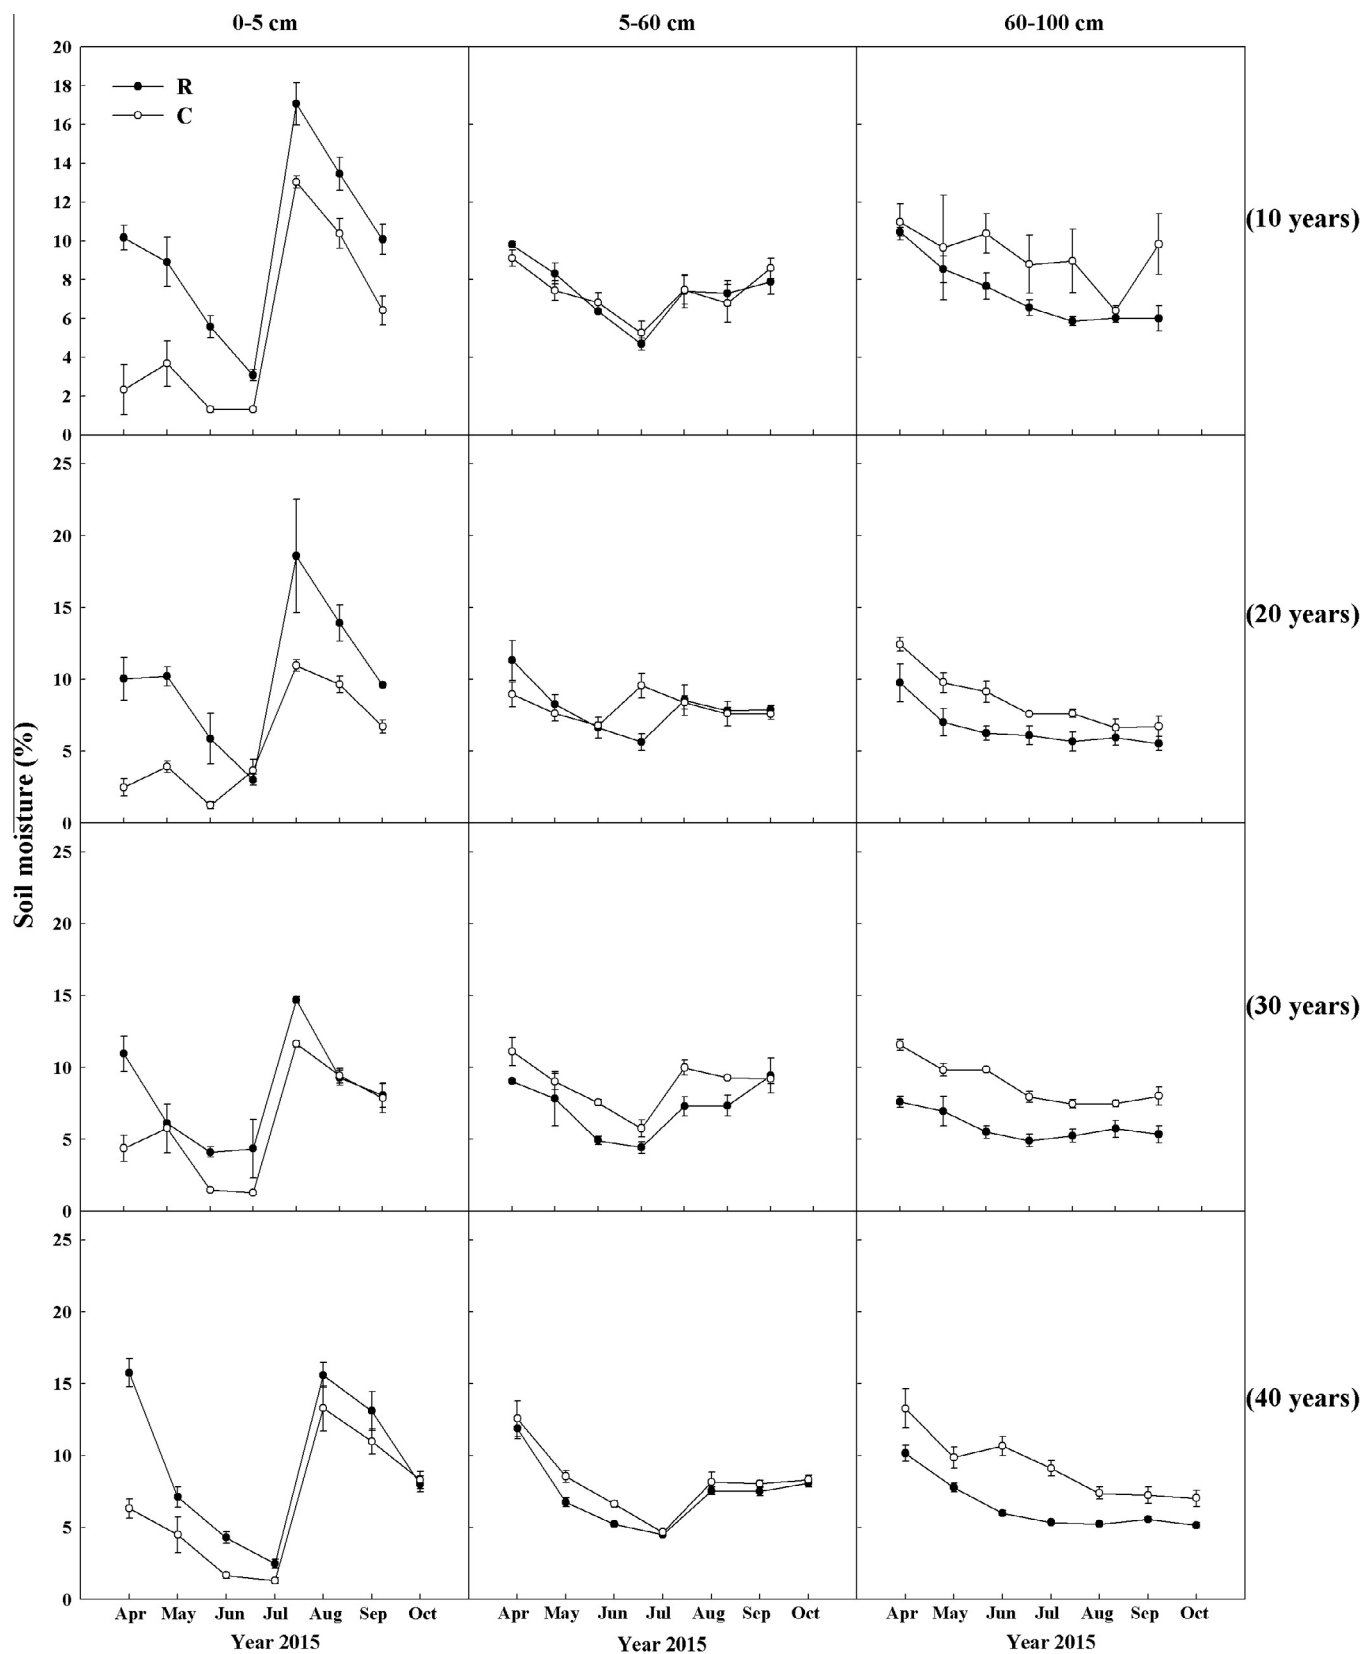 0-5 cm 5-60 cm 60-100 cm
20
18
16
14
12
10
8
6
4
2
0
R
C
(10 years)
25
20
15
10
5
0
(20 years)
Soil moisture (%)
25
20
15
10
5
0
(30 years)
25
20
15
10
5
0
(40 years)
Apr May Jun Jul Aug Sep Oct Apr May Jun Jul Aug Sep Oct Apr May Jun Jul Aug Sep Oct
Year 2015 Year 2015 Year 2015